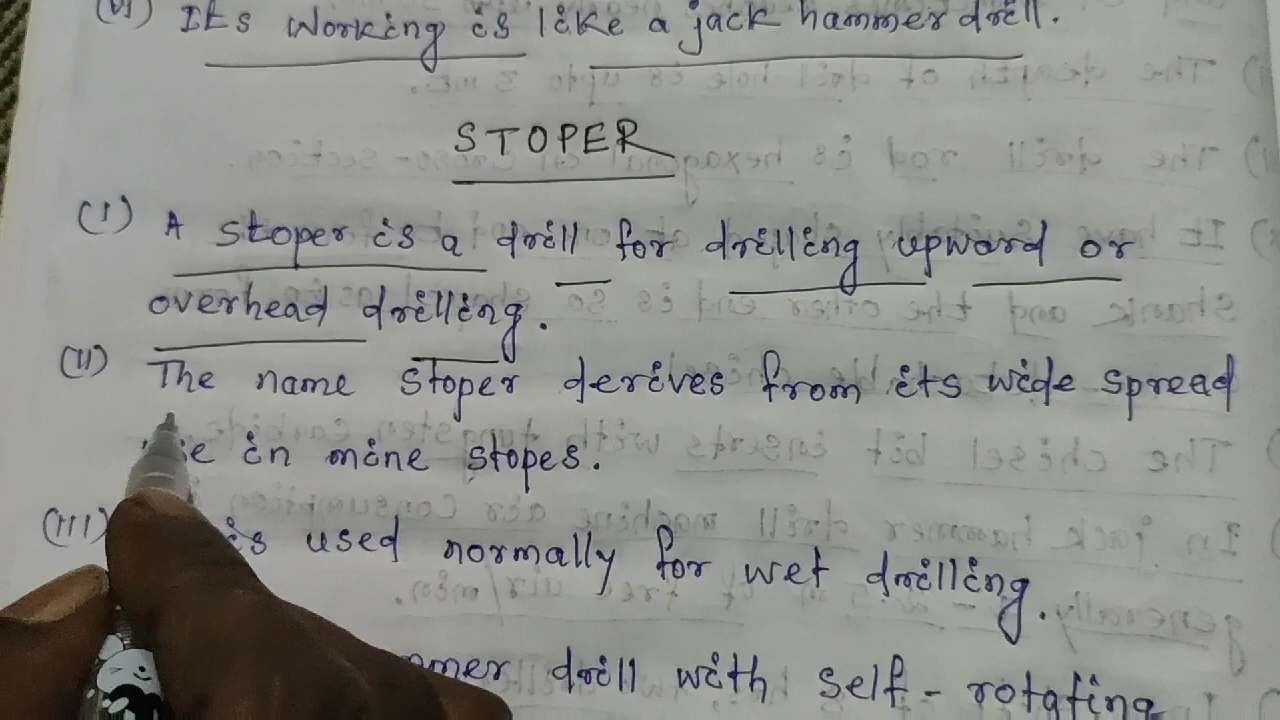 (VI) Its working is like a jack hammer drill.
STOPER
(I) A stoper is a drill for drilling upward or
overhead drilling.
(II) The name stoper derives from its wide spread
in mine stopes.
(III) is used normally for wet drilling.
drill with self-rotating